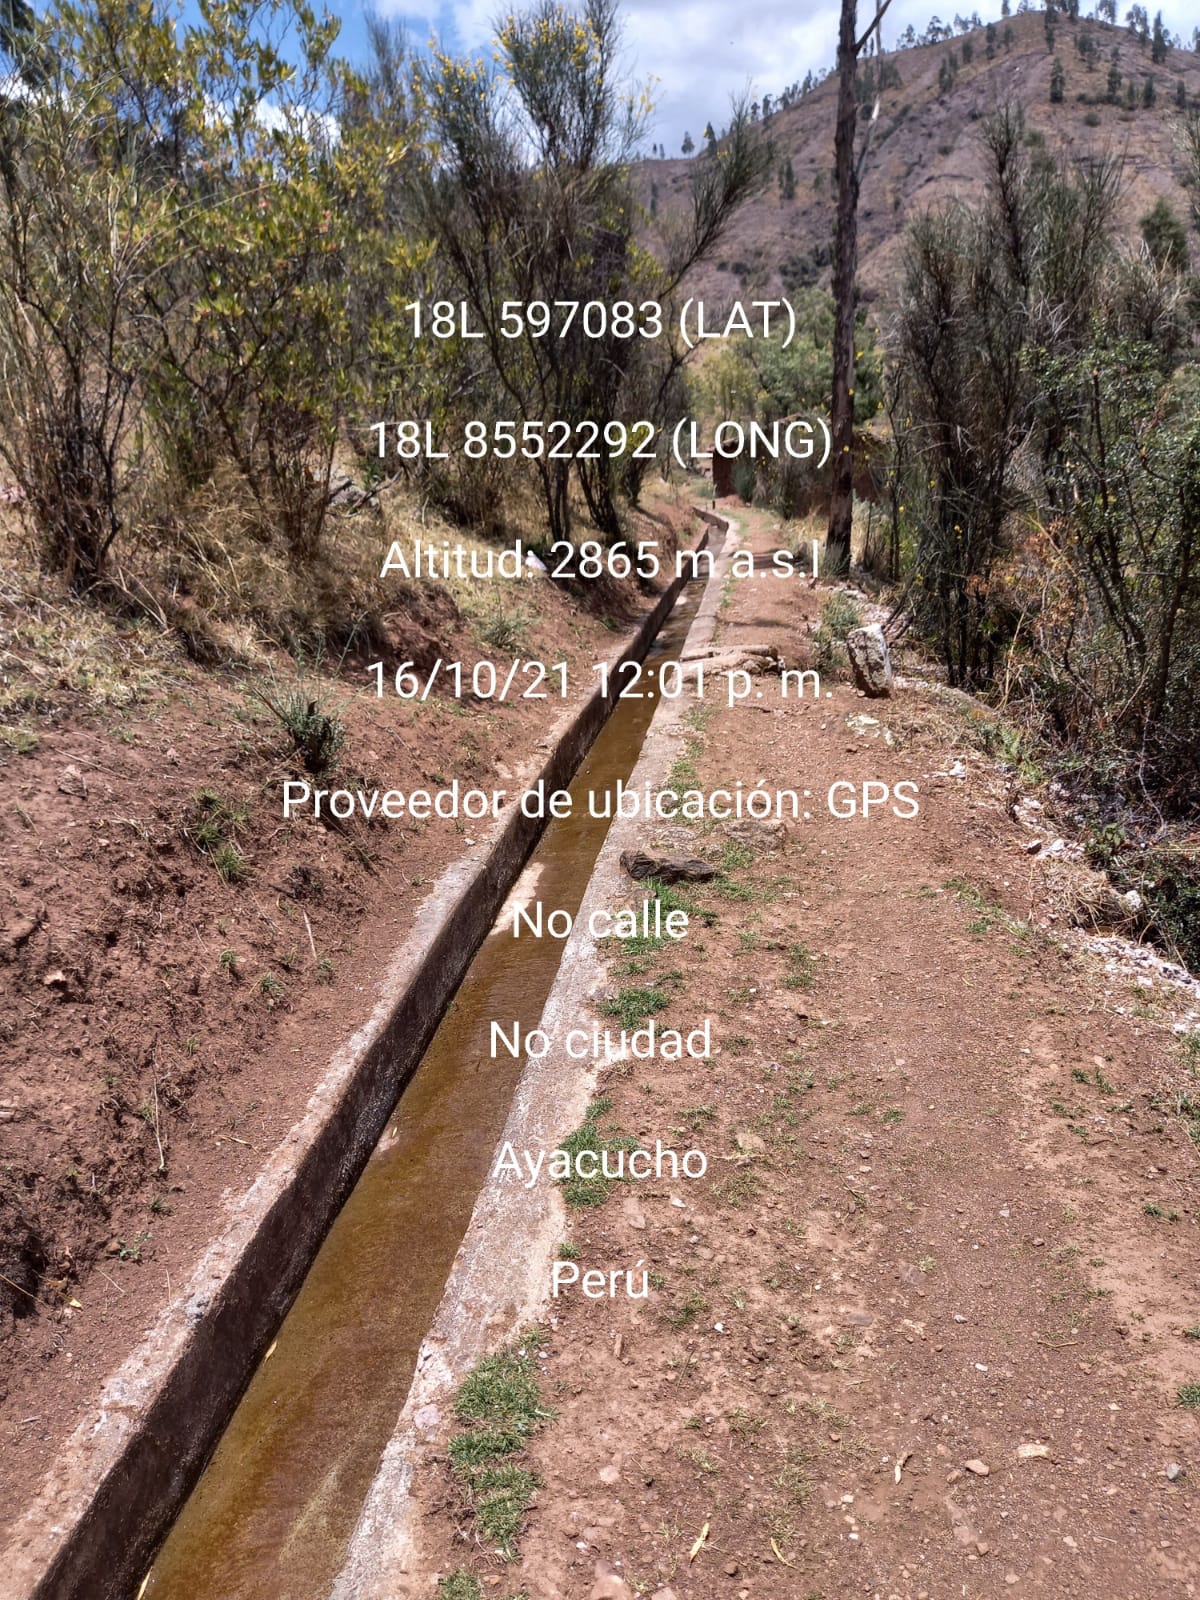 18L 597083 (LAT)
18L 8552292 (LONG)
Altitud: 2865 m.a.s.l
16/10/21 12:01 p. m.
Proveedor de ubicación: GPS
No calle
No ciudad
Ayacucho
Perú